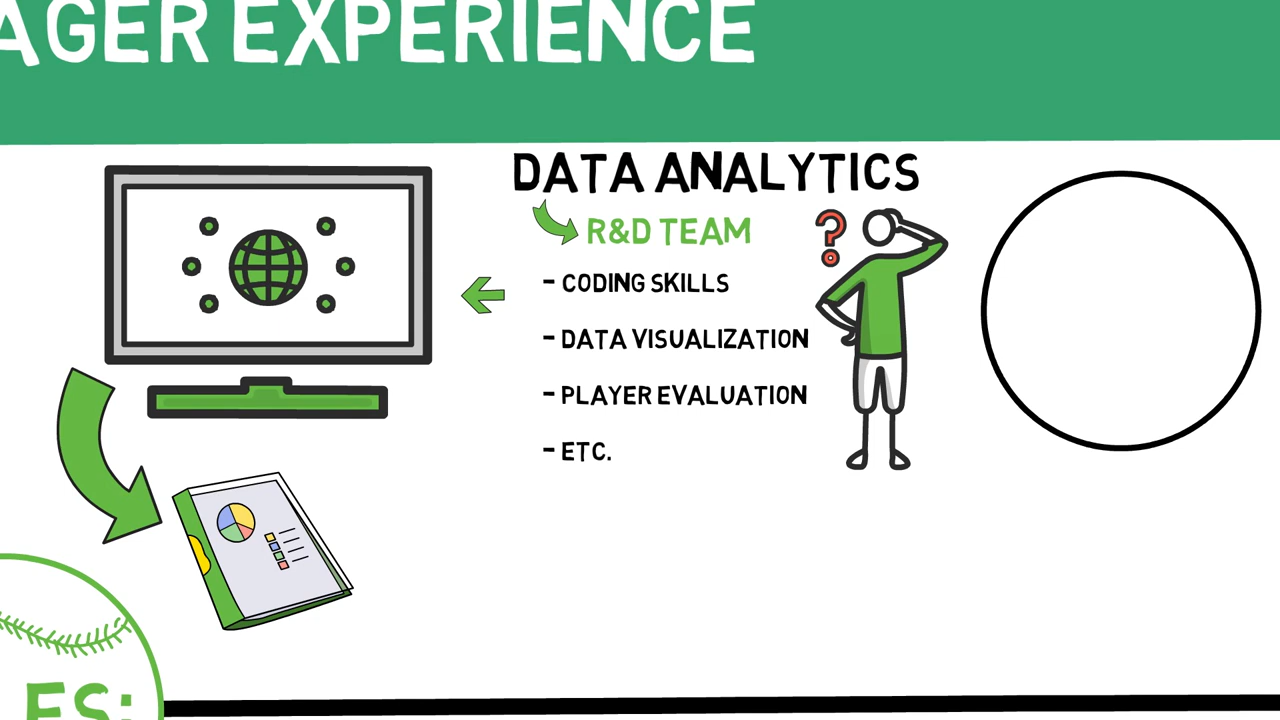 AGER EXPERIENCE
DATA ANALYTICS
R&D TEAM
- CODING SKILLS
- DATA VISUALIZATION
- PLAYER EVALUATION
- ETC.
?
ES: